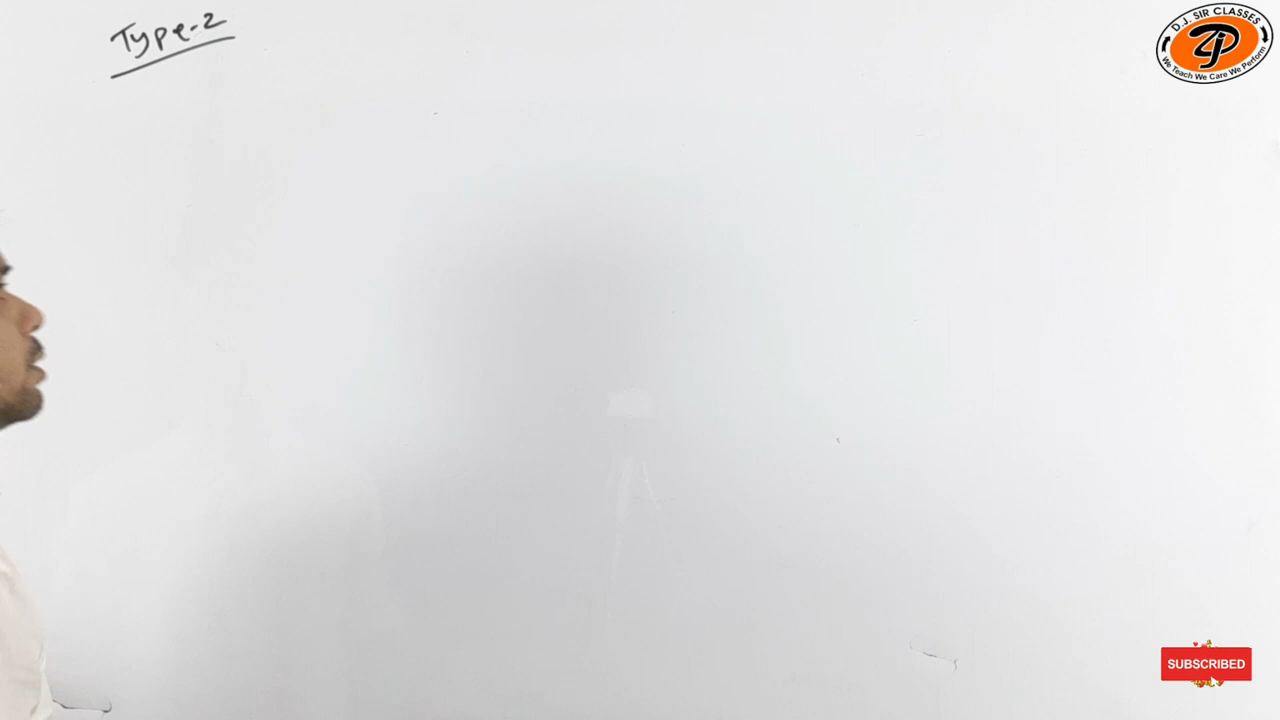 Type-2
D.J. SIR CLASSES
We Teach We Care We Perform
SUBSCRIBED